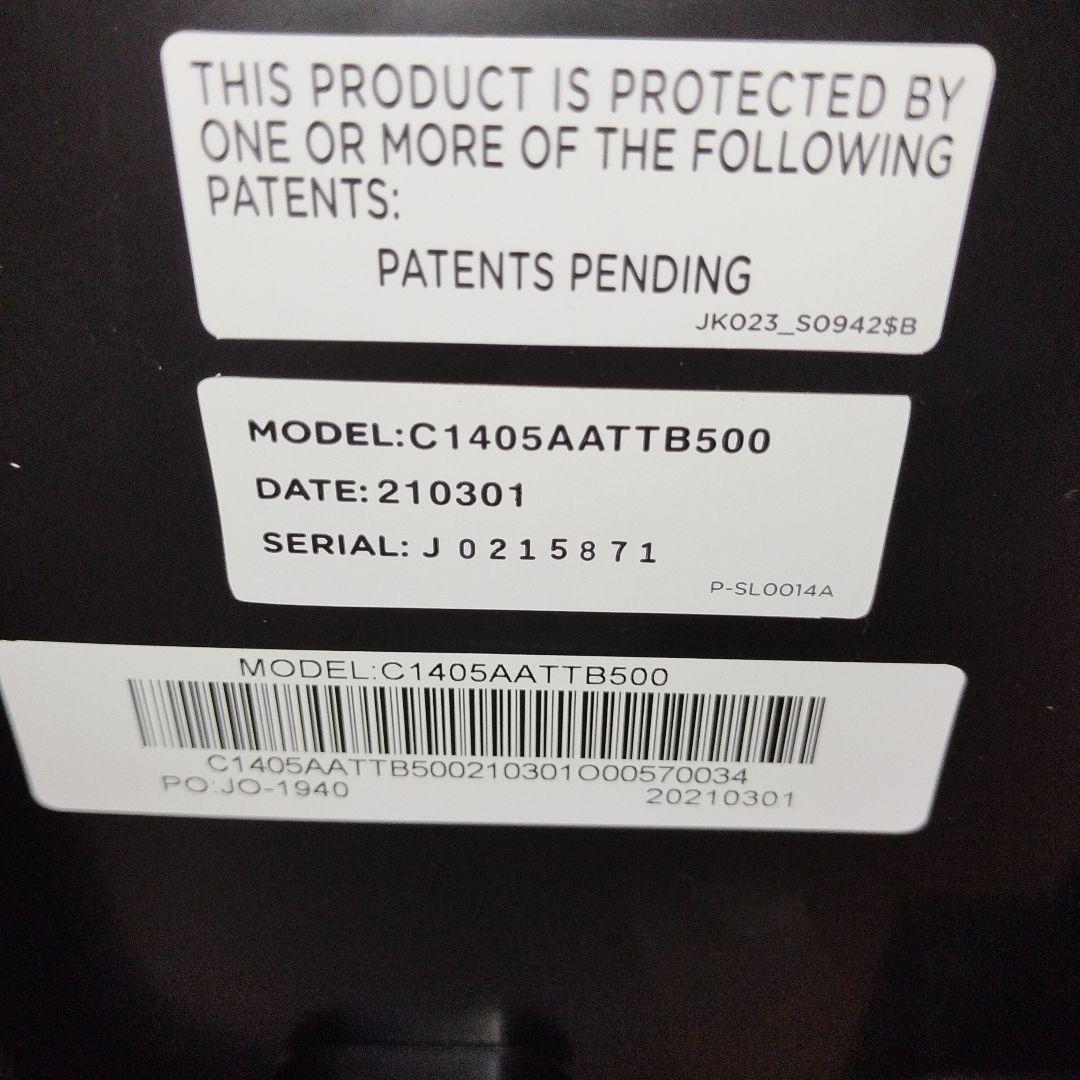 THIS PRODUCT IS PROTECTED BY
ONE OR MORE OF THE FOLLOWING
PATENTS:
PATENTS PENDING
JK023_S0942$B
MODEL:C1405AATTB500
DATE:210301
SERIAL: J 0 2 1 5 8 7 1
P-SL0014A
MODEL:C1405AATTB500
C1405AATTB500210301O00570034
PO:JO-1940 20210301